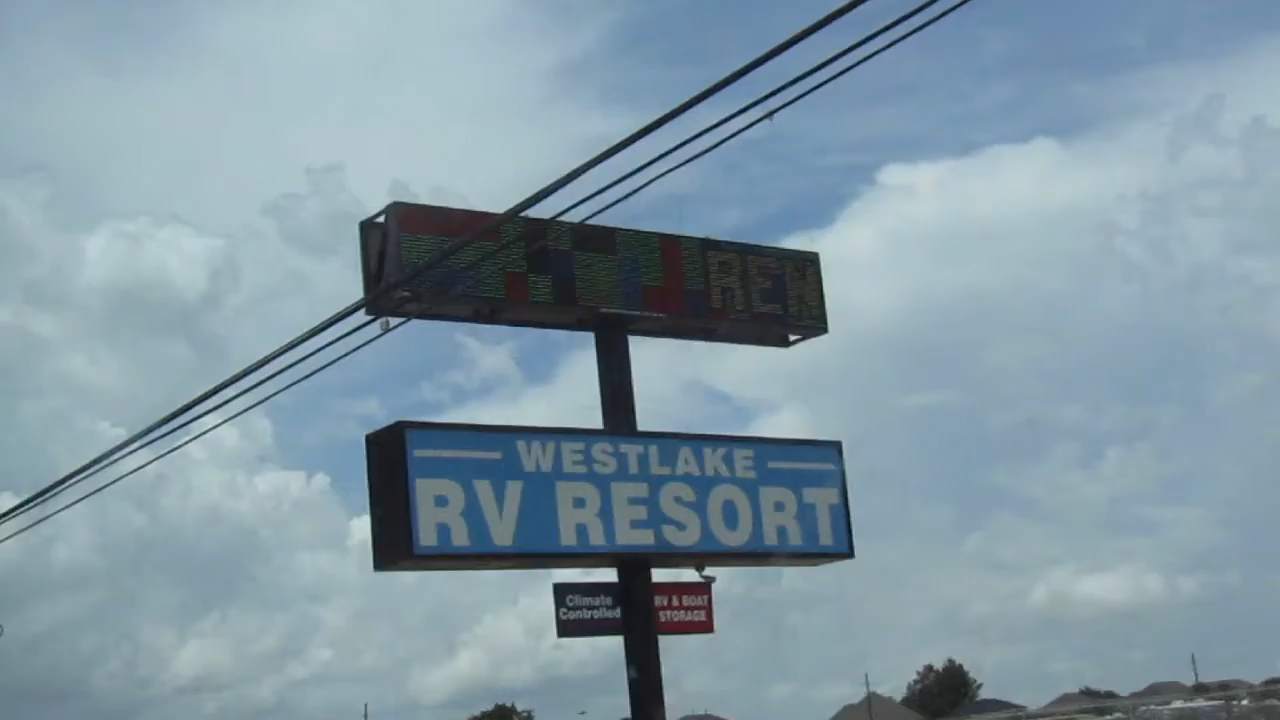 WESTLAKE
RV RESORT
Climate
Controlled
RV & BOAT
STORAGE